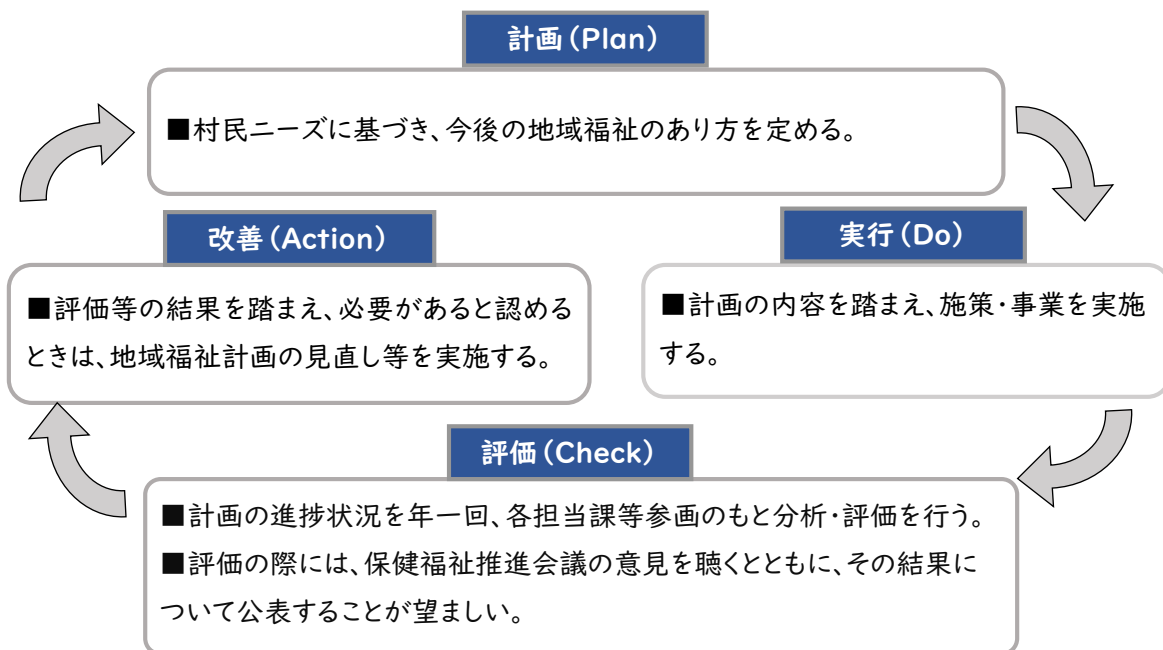 計画(Plan)
■村民ニーズに基づき、今後の地域福祉のあり方を定める。
改善(Action)
■評価等の結果を踏まえ、必要があると認める
ときは、地域福祉計画の見直し等を実施する。
実行(Do)
■計画の内容を踏まえ、施策・事業を実施
する。
評価(Check)
■計画の進捗状況を年一回、各担当課等参画のもと分析・評価を行う。
■評価の際には、保健福祉推進会議の意見を聴くとともに、その結果に
ついて公表することが望ましい。